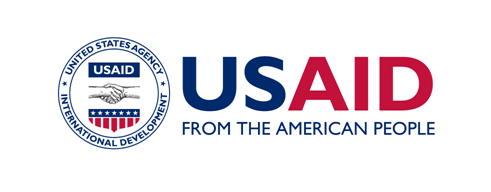 UNITED STATES AGENCY
USAID
INTERNATIONAL DEVELOPMENT
USAID
FROM THE AMERICAN PEOPLE